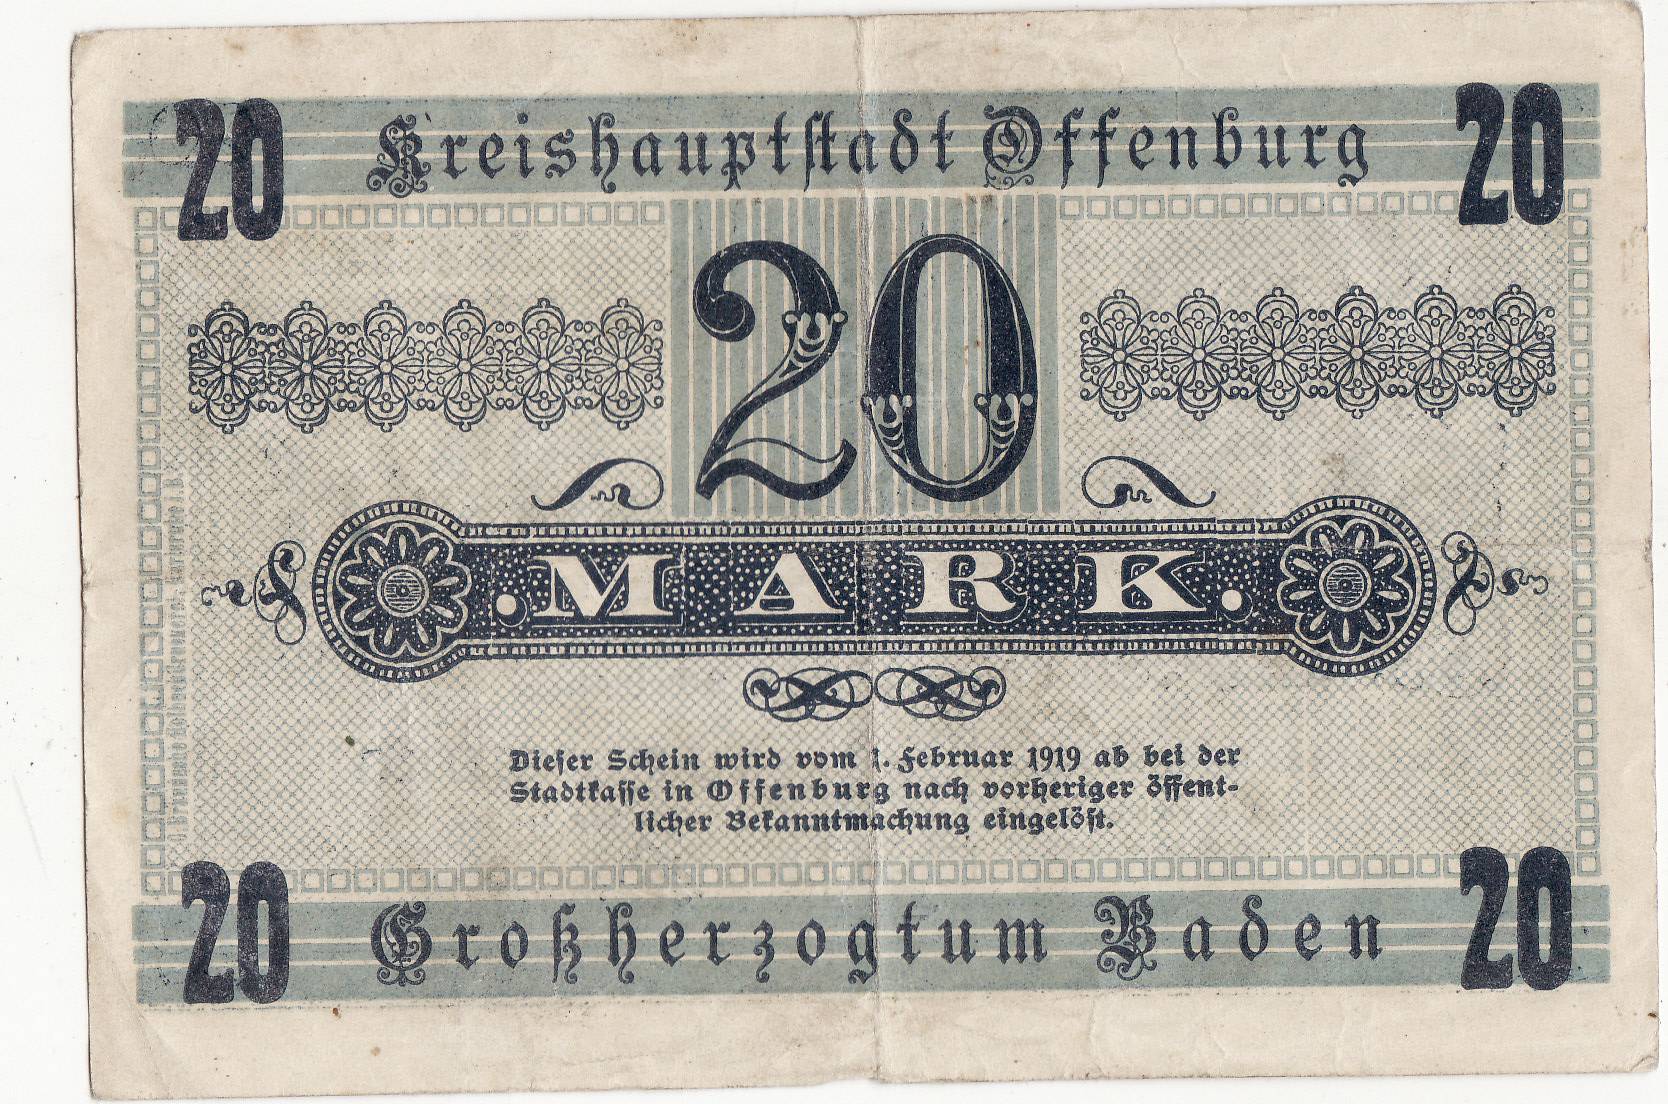 20 Kreishauptstadt Offenburg 20
20
. MARK .
Dieser Schein wird vom 1. Februar 1919 ab bei der
Stadtkasse in Offenburg nach vorheriger öffent-
licher Bekanntmachung eingelöst.
20 Großherzogtum Baden 20